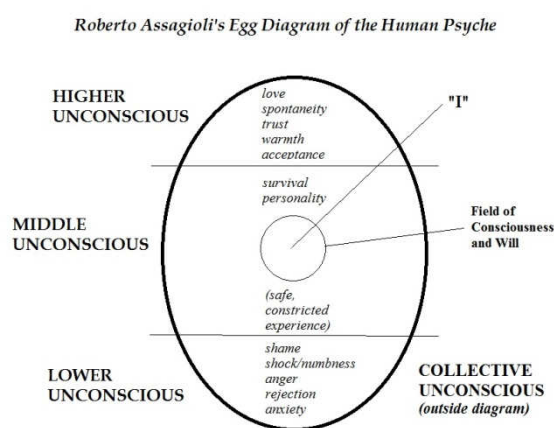 Roberto Assagioli's Egg Diagram of the Human Psyche
HIGHER
UNCONSCIOUS
love
spontaneity
trust
warmth
acceptance
"I"
MIDDLE
UNCONSCIOUS
survival
personality
Field of
Consciousness
and Will
(safe,
constricted
experience)
LOWER
UNCONSCIOUS
shame
shock/numbness
anger
rejection
anxiety
COLLECTIVE
UNCONSCIOUS
(outside diagram)